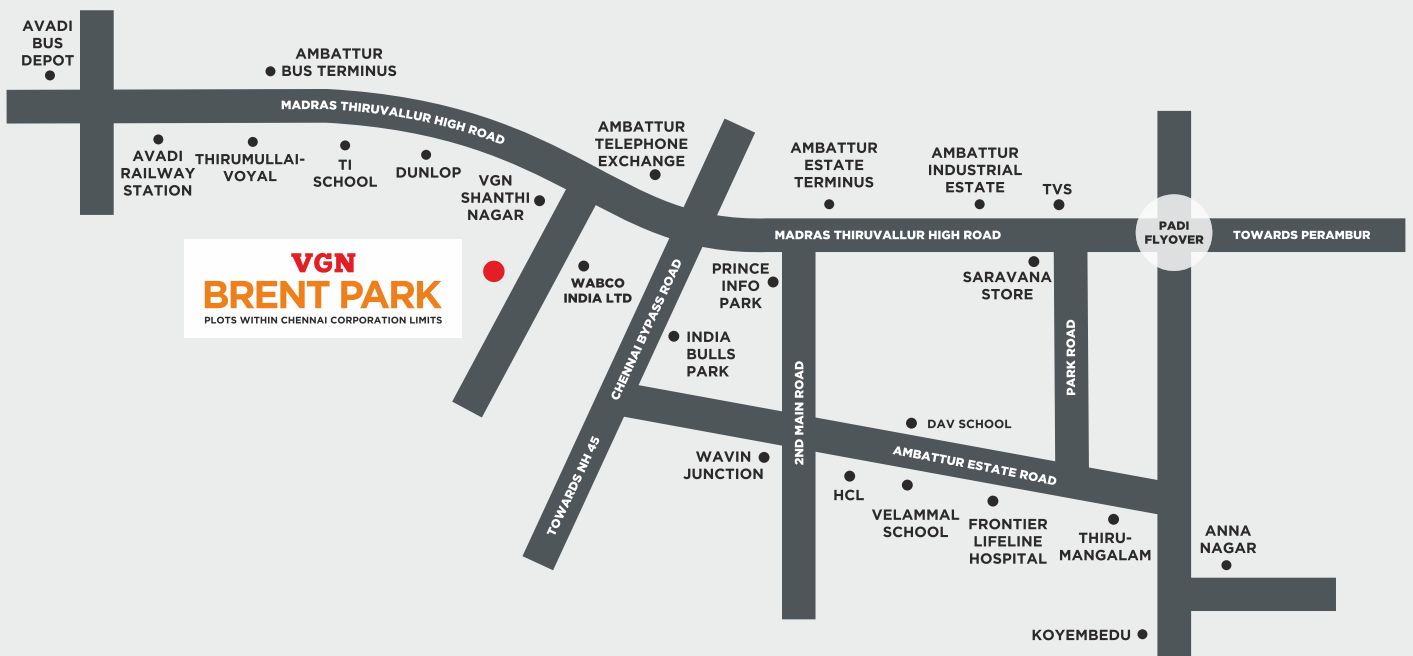 AVADI
BUS
DEPOT
AMBATTUR
BUS TERMINUS
MADRAS THIRUVALLUR HIGH ROAD
AVADI
RAILWAY
STATION
THIRUMULLAI-
VOYAL
TI
SCHOOL
DUNLOP
VGN
SHANTHI
NAGAR
AMBATTUR
TELEPHONE
EXCHANGE
AMBATTUR
ESTATE
TERMINUS
AMBATTUR
INDUSTRIAL
ESTATE
TVS
MADRAS THIRUVALLUR HIGH ROAD
PADI
FLYOVER
TOWARDS PERAMBUR
VGN
BRENT PARK
PLOTS WITHIN CHENNAI CORPORATION LIMITS
WABCO
INDIA LTD
CHENNAI BYPASS ROAD
TOWARDS NH 45
PRINCE
INFO
PARK
INDIA
BULLS
PARK
SARAVANA
STORE
PARK ROAD
2ND MAIN ROAD
DAV SCHOOL
AMBATTUR ESTATE ROAD
WAVIN
JUNCTION
HCL
VELAMMAL
SCHOOL
FRONTIER
LIFELINE
HOSPITAL
THIRU-
MANGALAM
ANNA
NAGAR
KOYEMBEDU